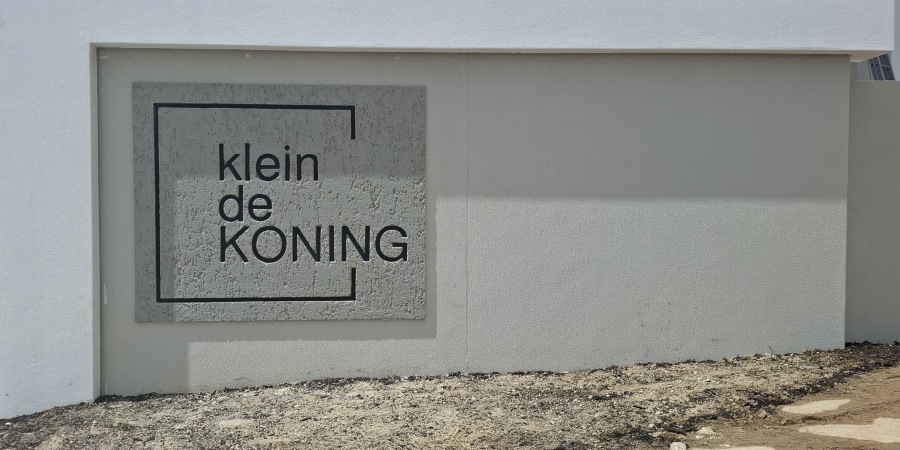 klein
de
KONING